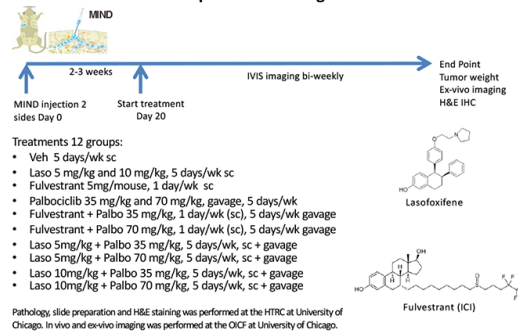 MIND
2-3 weeks
IVIS imaging bi-weekly
End Point
Tumor weight
Ex-vivo imaging
H&E IHC
MIND injection 2
sides Day 0
Start treatment
Day 20
Treatments 12 groups:
• Veh 5 days/wk sc
• Laso 5 mg/kg and 10 mg/kg, 5 days/wk sc
• Fulvestrant 5mg/mouse, 1 day/wk sc
• Palbociclib 35 mg/kg and 70 mg/kg, gavage, 5 days/wk
• Fulvestrant + Palbo 35 mg/kg, 1 day/wk (sc), 5 days/wk gavage
• Fulvestrant + Palbo 70 mg/kg, 1 day/wk (sc), 5 days/wk gavage
• Laso 5mg/kg + Palbo 35 mg/kg, 5 days/wk, sc + gavage
• Laso 5mg/kg + Palbo 70 mg/kg, 5 days/wk, sc + gavage
• Laso 10mg/kg + Palbo 35 mg/kg, 5 days/wk, sc + gavage
• Laso 10mg/kg + Palbo 70 mg/kg, 5 days/wk, sc + gavage
O
N
HO
Lasofoxifene
OH
H
H
H
HO
O
S
F
F
F
F
F
Fulvestrant (ICI)
Pathology, slide preparation and H&E staining was performed at the HTRC at University of
Chicago. In vivo and ex-vivo imaging was performed at the OICF at University of Chicago.